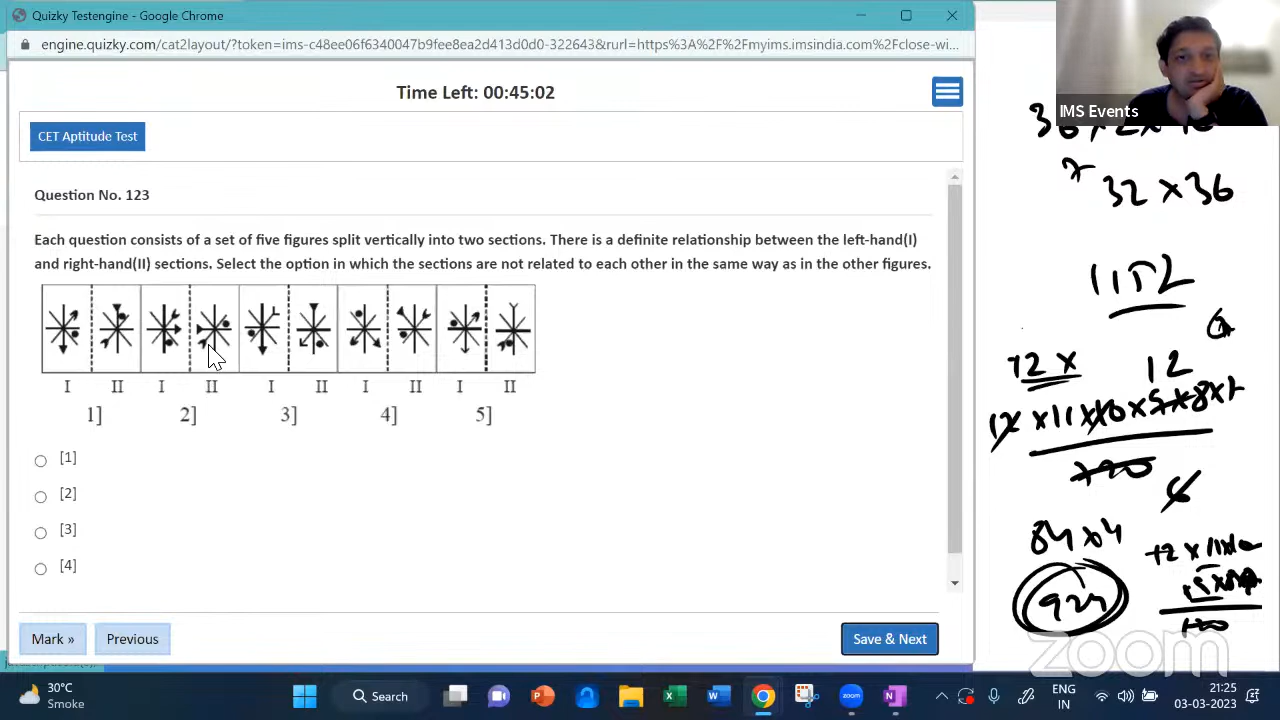 Quizky Testengine - Google Chrome
engine.quizky.com/cat2layout/?token=ims-c48ee06f6340047b9fee8ea2d413d0d0-322643&rurl=https%3A%2F%2Fmyims.imsindia.com%2Fclose-wi...
Time Left: 00:45:02
CET Aptitude Test
Question No. 123
Each question consists of a set of five figures split vertically into two sections. There is a definite relationship between the left-hand(I)
and right-hand(II) sections. Select the option in which the sections are not related to each other in the same way as in the other figures.
I II I II I II I II I II
1] 2] 3] 4] 5]
[1]
[2]
[3]
[4]
Mark »
Previous
Save & Next
IMS Events
32 x 36
1152
72 x 12
84 x 4
924
zoom
30°C
Smoke
Search
ENG
IN
21:25
03-03-2023